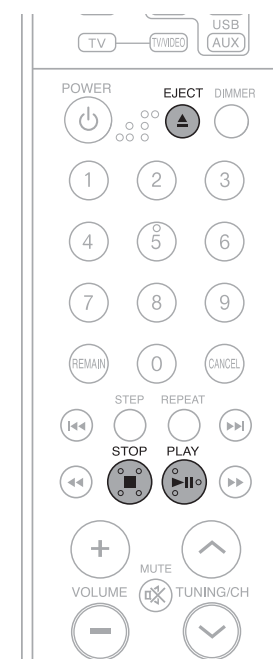 USB
TV TV/VIDEO AUX
POWER EJECT DIMMER
1 2 3
4 5 6
7 8 9
REMAIN 0 CANCEL
STEP REPEAT
STOP PLAY
MUTE
VOLUME TUNING/CH